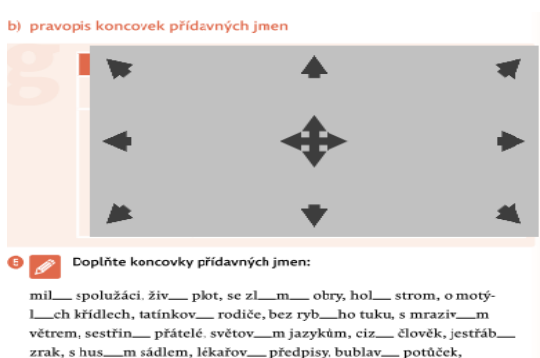 b) pravopis koncovek přídavných jmen
5 Doplňte koncovky přídavných jmen:
mil__ spolužáci, živ__ plot, se zl__m__ obry, hol__ strom, o motý-
l__ch křídlech, tatínkov__ rodiče, bez ryb__ho tuku, s mraziv__m
větrem, sestřin__ přátelé, světov__m jazykům, ciz__ člověk, jestřáb__
zrak, s hus__m sádlem, lékařov__ předpisy, bublav__ potůček,